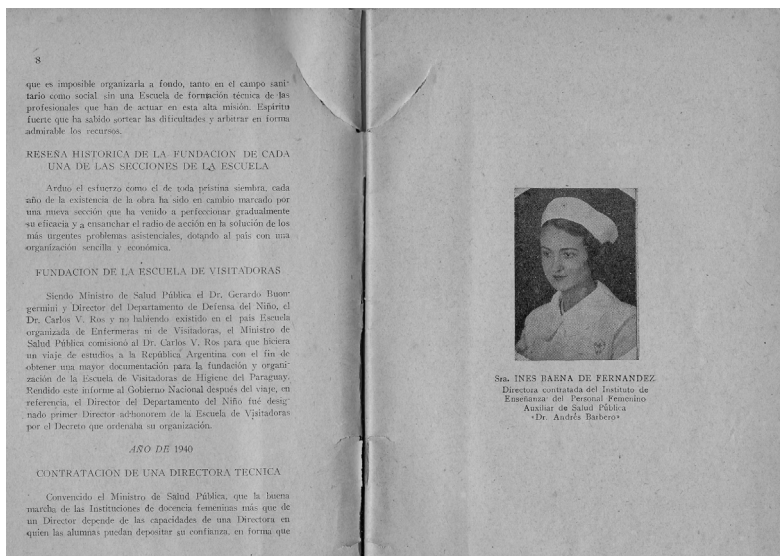 8
que es imposible organizarla a fondo, tanto en el campo sani-
tario como social sin una Escuela de formación técnica de las
profesionales que han de actuar en esta alta misión. Espíritu
fuerte que ha sabido sortear las dificultades y arbitrar en forma
admirable los recursos.
RESEÑA HISTORICA DE LA FUNDACION DE CADA
UNA DE LAS SECCIONES DE LA ESCUELA
Arduo el esfuerzo como el de toda pristina siembra, cada
año de la existencia de la obra ha sido en cambio marcado por
una nueva sección que ha venido a perfeccionar gradualmente
su eficacia y a ensanchar el radio de acción en la solución de los
más urgentes problemas asistenciales, dotando al país con una
organización sencilla y económica.
FUNDACION DE LA ESCUELA DE VISITADORAS
Siendo Ministro de Salud Pública el Dr. Gerardo Buon-
germini y Director del Departamento de Defensa del Niño, el
Dr. Carlos V. Ros y no habiendo existido en el país Escuela
organizada de Enfermeras ni de Visitadoras, el Ministro de
Salud Pública comisionó al Dr. Carlos V. Ros para que hiciera
un viaje de estudios a la República Argentina con el fin de
obtener una mayor documentación para la fundación y organi-
zación de la Escuela de Visitadoras de Higiene del Paraguay.
Rendido este informe al Gobierno Nacional después del viaje, en
referencia, el Director del Departamento del Niño fué desig-
nado primer Director adhonorem de la Escuela de Visitadoras
por el Decreto que ordenaba su organización.
AÑO DE 1940
CONTRATACION DE UNA DIRECTORA TECNICA
Convencido el Ministro de Salud Pública, que la buena
marcha de las Instituciones de docencia femeninas más que de
un Director depende de las capacidades de una Directora en
quien las alumnas puedan depositar su confianza, en forma que
Sra. INES BAENA DE FERNANDEZ
Directora contratada del Instituto de
Enseñanza del Personal Femenino
Auxiliar de Salud Pública
«Dr. Andrés Barbero»